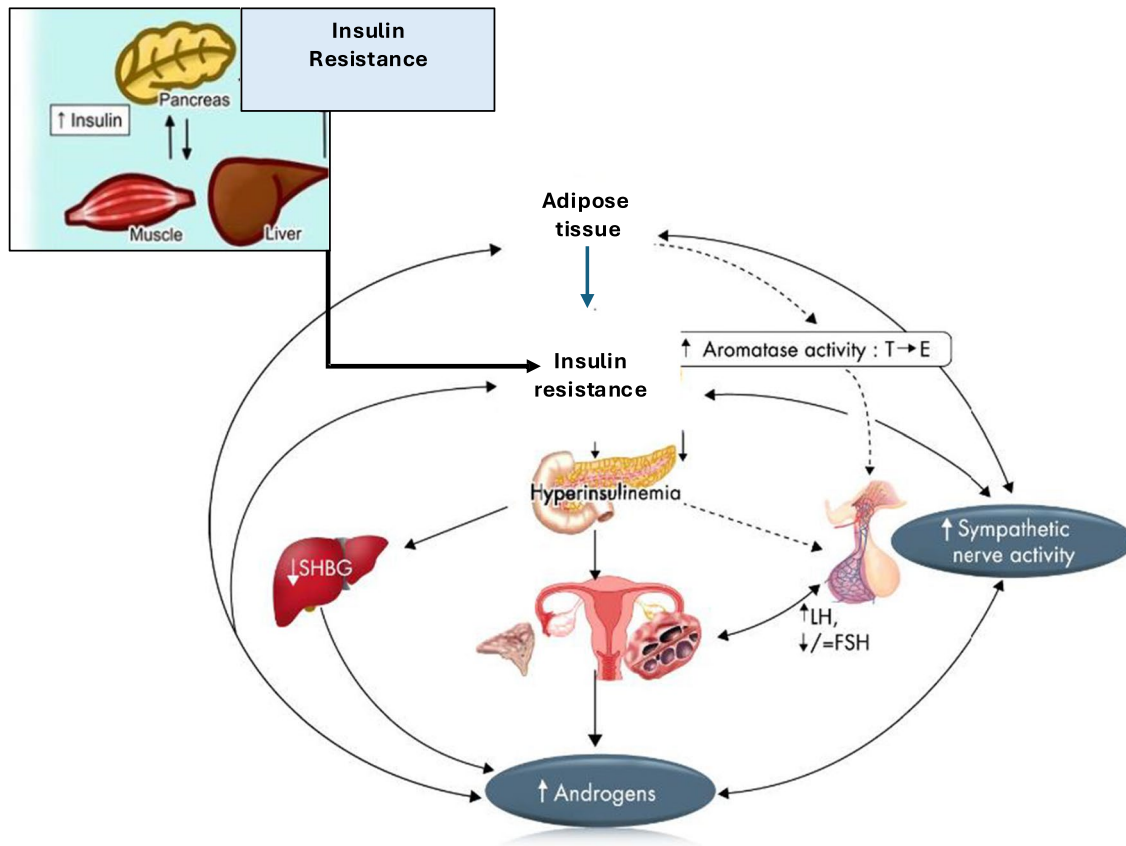 Insulin
Resistance
Pancreas
↑ Insulin
Muscle
Liver
Adipose
tissue
↑ Aromatase activity : T→E
Insulin
resistance
Hyperinsulinemia
↑ Sympathetic
nerve activity
↓SHBG
↑LH,
↓/=FSH
↑ Androgens